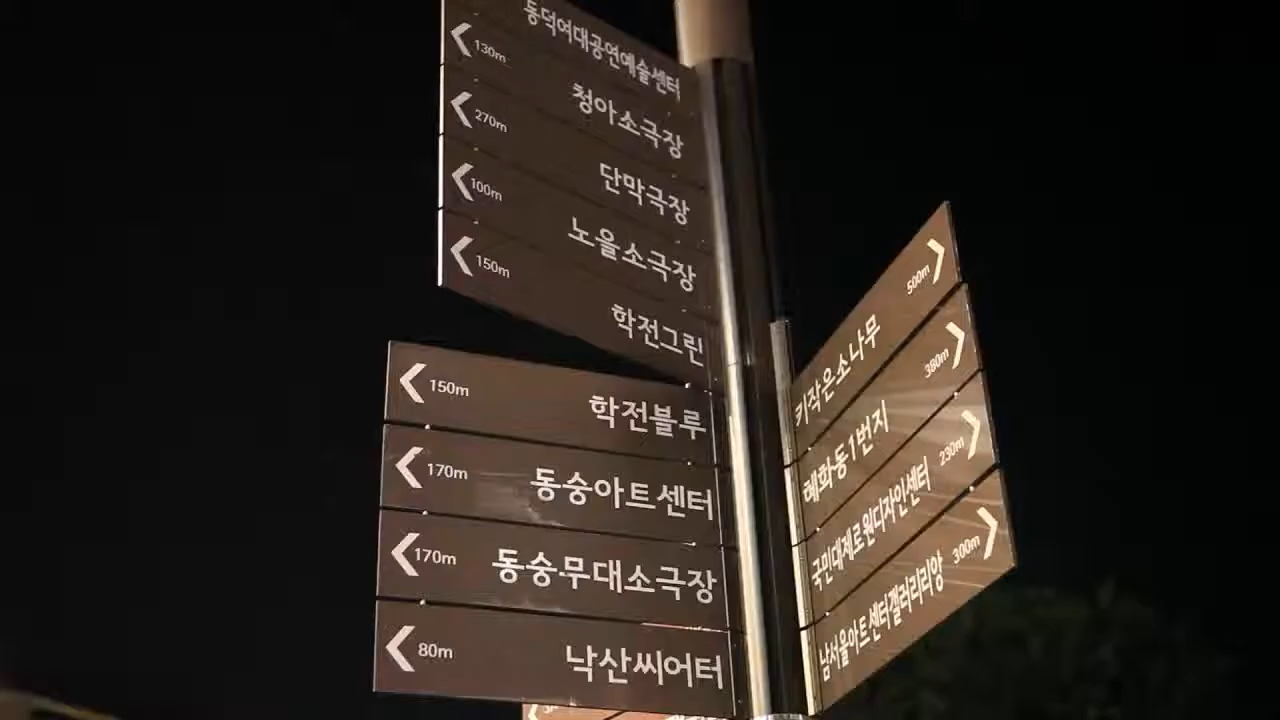 동덕여대공연예술센터
130m 청아소극장
270m 단막극장
100m 노을소극장
150m 학전그린
150m 학전블루
170m 동숭아트센터
170m 동숭무대소극장
80m 낙산씨어터
키작은소나무 500m
혜화동1번지 380m
국민대제로원디자인센터 230m
남서울아트센터갤러리리앙 300m